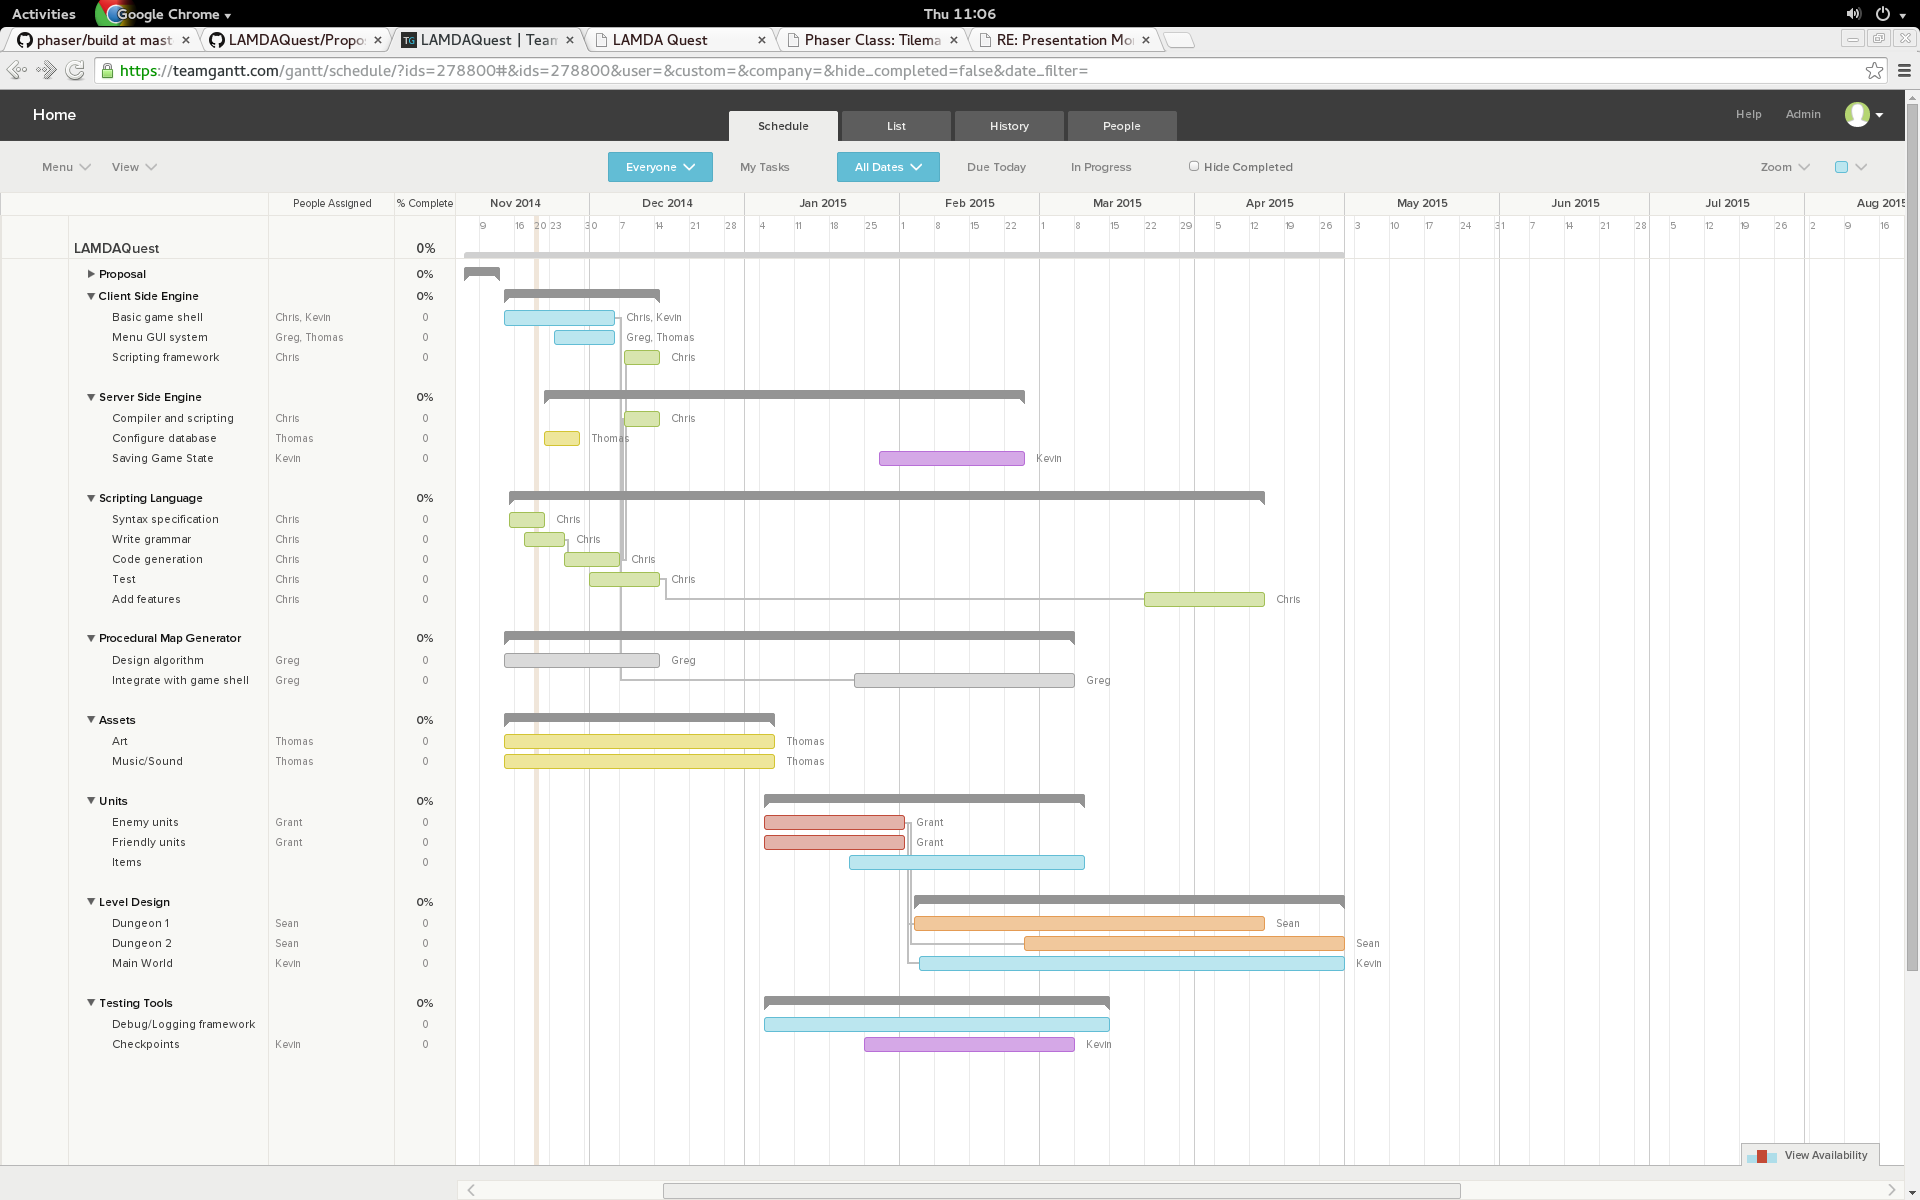 Activities Google Chrome Thu 11:06
phaser/build at mast LAMDAQuest/Propo LAMDAQuest | Team LAMDA Quest Phaser Class: Tilema RE: Presentation Mo
https://teamgantt.com/gantt/schedule/?ids=278800#&ids=278800&user=&custom=&company=&hide_completed=false&date_filter=
Home Schedule List History People Help Admin
Menu View Everyone My Tasks All Dates Due Today In Progress Hide Completed Zoom
People Assigned % Complete Nov 2014 Dec 2014 Jan 2015 Feb 2015 Mar 2015 Apr 2015 May 2015 Jun 2015 Jul 2015 Aug 2015
9 16 20 23 30 7 14 21 28 4 11 18 25 1 8 15 22 1 8 15 22 29 5 12 19 26 3 10 17 24 31 7 14 21 28 5 12 19 26 2 9 16
LAMDAQuest 0%
Proposal 0%
Client Side Engine 0%
Basic game shell Chris, Kevin 0 Chris, Kevin
Menu GUI system Greg, Thomas 0 Greg, Thomas
Scripting framework Chris 0 Chris
Server Side Engine 0%
Compiler and scripting Chris 0 Chris
Configure database Thomas 0 Thomas
Saving Game State Kevin 0 Kevin
Scripting Language 0%
Syntax specification Chris 0 Chris
Write grammar Chris 0 Chris
Code generation Chris 0 Chris
Test Chris 0 Chris
Add features Chris 0 Chris
Procedural Map Generator 0%
Design algorithm Greg 0 Greg
Integrate with game shell Greg 0 Greg
Assets 0%
Art Thomas 0 Thomas
Music/Sound Thomas 0 Thomas
Units 0%
Enemy units Grant 0 Grant
Friendly units Grant 0 Grant
Items 0
Level Design 0%
Dungeon 1 Sean 0 Sean
Dungeon 2 Sean 0 Sean
Main World Kevin 0 Kevin
Testing Tools 0%
Debug/Logging framework 0
Checkpoints Kevin 0 Kevin
View Availability